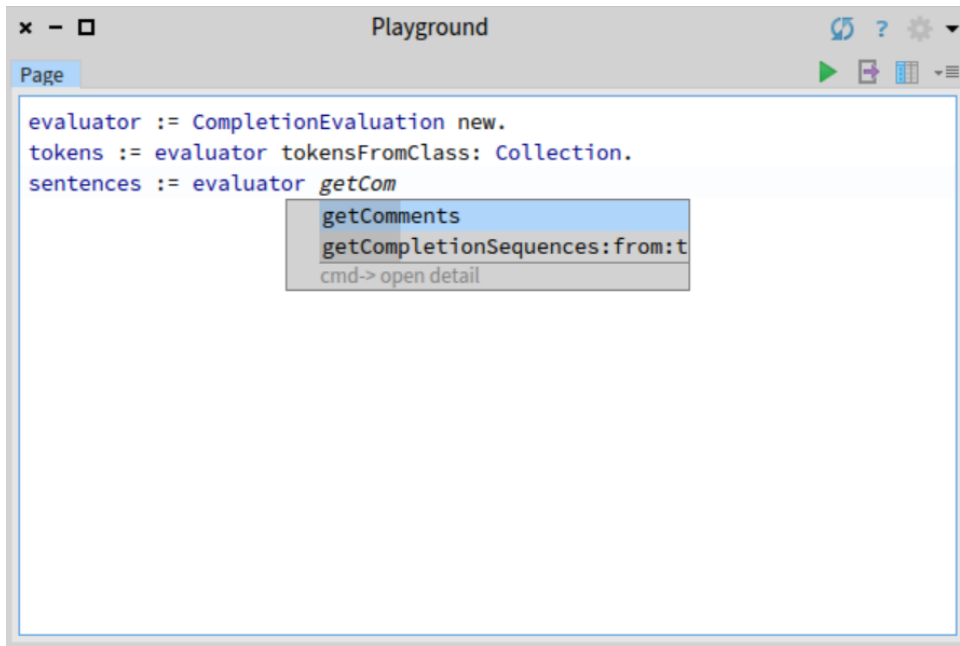 Playground
?
Page
evaluator := CompletionEvaluation new.
tokens := evaluator tokensFromClass: Collection.
sentences := evaluator getCom
getComments
getCompletionSequences:from:t
cmd-> open detail